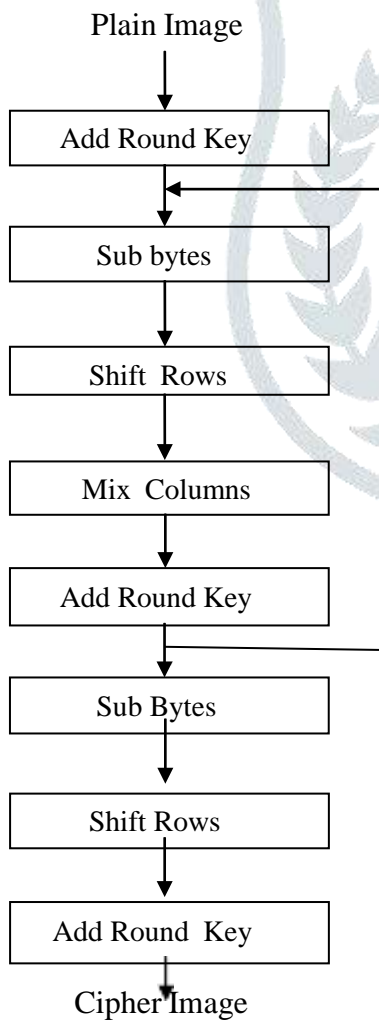 Plain Image
Add Round Key
Sub bytes
Shift Rows
Mix Columns
Add Round Key
Sub Bytes
Shift Rows
Add Round Key
Cipher Image